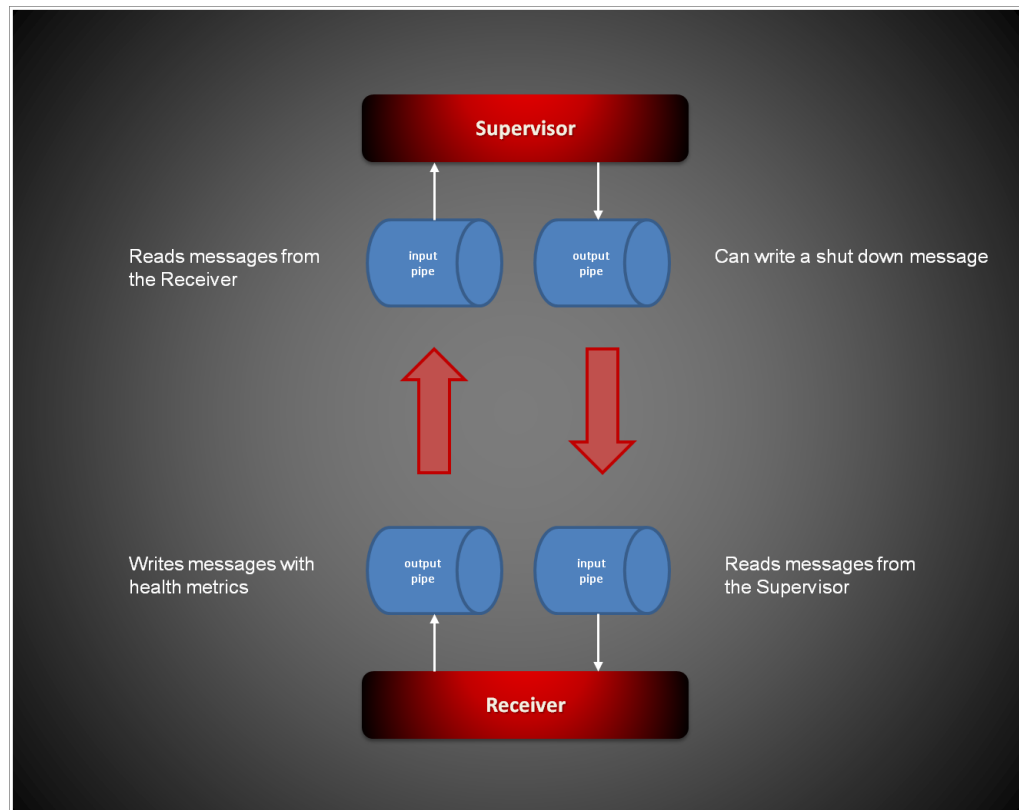 Supervisor
Reads messages from
the Receiver
input
pipe
output
pipe
Can write a shut down message
Writes messages with
health metrics
output
pipe
input
pipe
Reads messages from
the Supervisor
Receiver